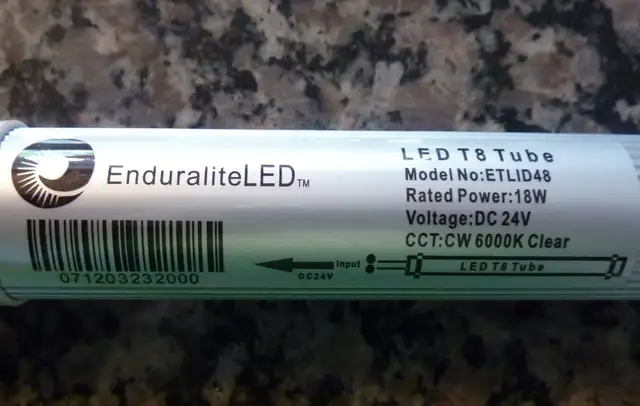 EnduraliteLED™
071203232000
LED T8 Tube
Model No:ETLID48
Rated Power:18W
Voltage:DC 24V
CCT:CW 6000K Clear
Input
DC24V
LED T8 Tube